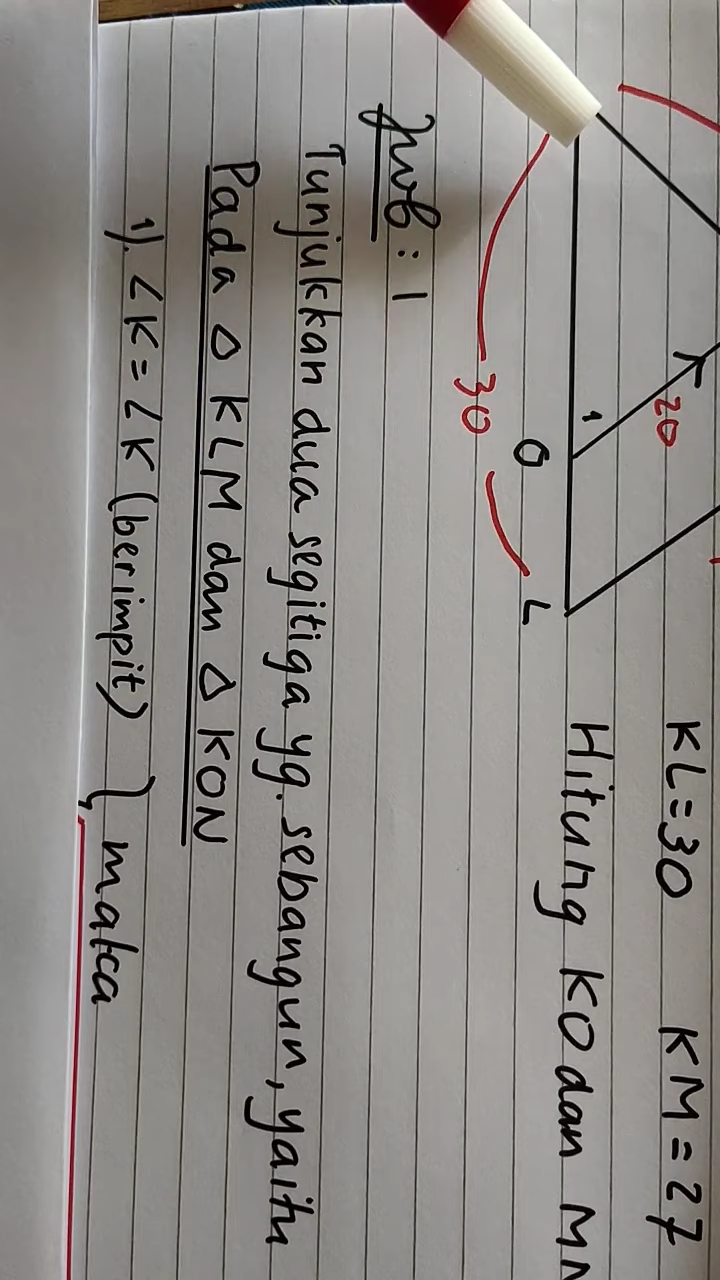 KL=30 KM=27
20
Hitung KO dan MN
1
O L
30
Jwb : 1
Tunjukkan dua segitiga yg. sebangun, yaitu
Pada Δ KLM dan Δ KON
1). ∠K=∠K (berimpit) } maka